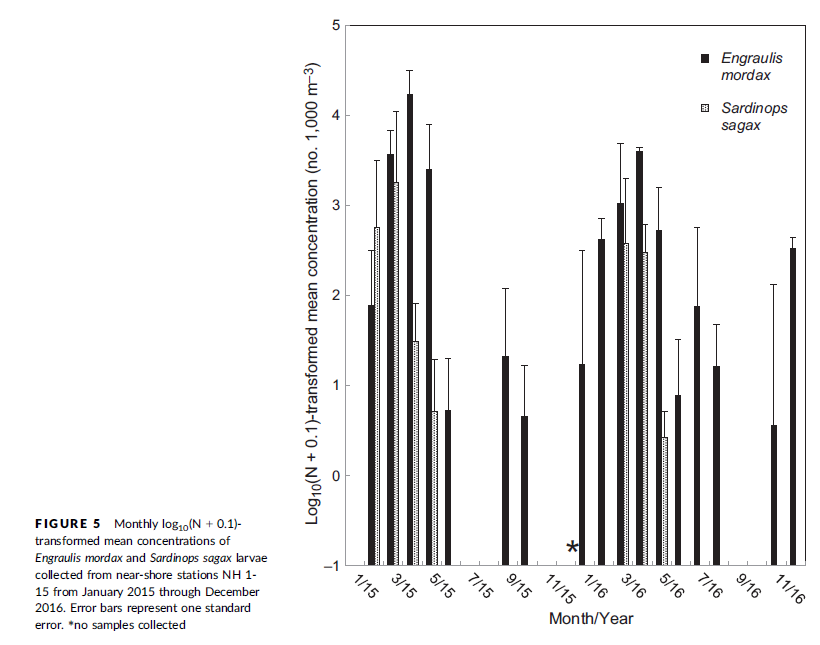 5
4
3
2
1
0
–1
Log10(N + 0.1)-transformed mean concentration (no. 1,000 m–3)
Engraulis
mordax
Sardinops
sagax
*
1/15
3/15
5/15
7/15
9/15
11/15
1/16
3/16
5/16
7/16
9/16
11/16
Month/Year
FIGURE 5 Monthly log10(N + 0.1)-
transformed mean concentrations of
Engraulis mordax and Sardinops sagax larvae
collected from near-shore stations NH 1-
15 from January 2015 through December
2016. Error bars represent one standard
error. *no samples collected